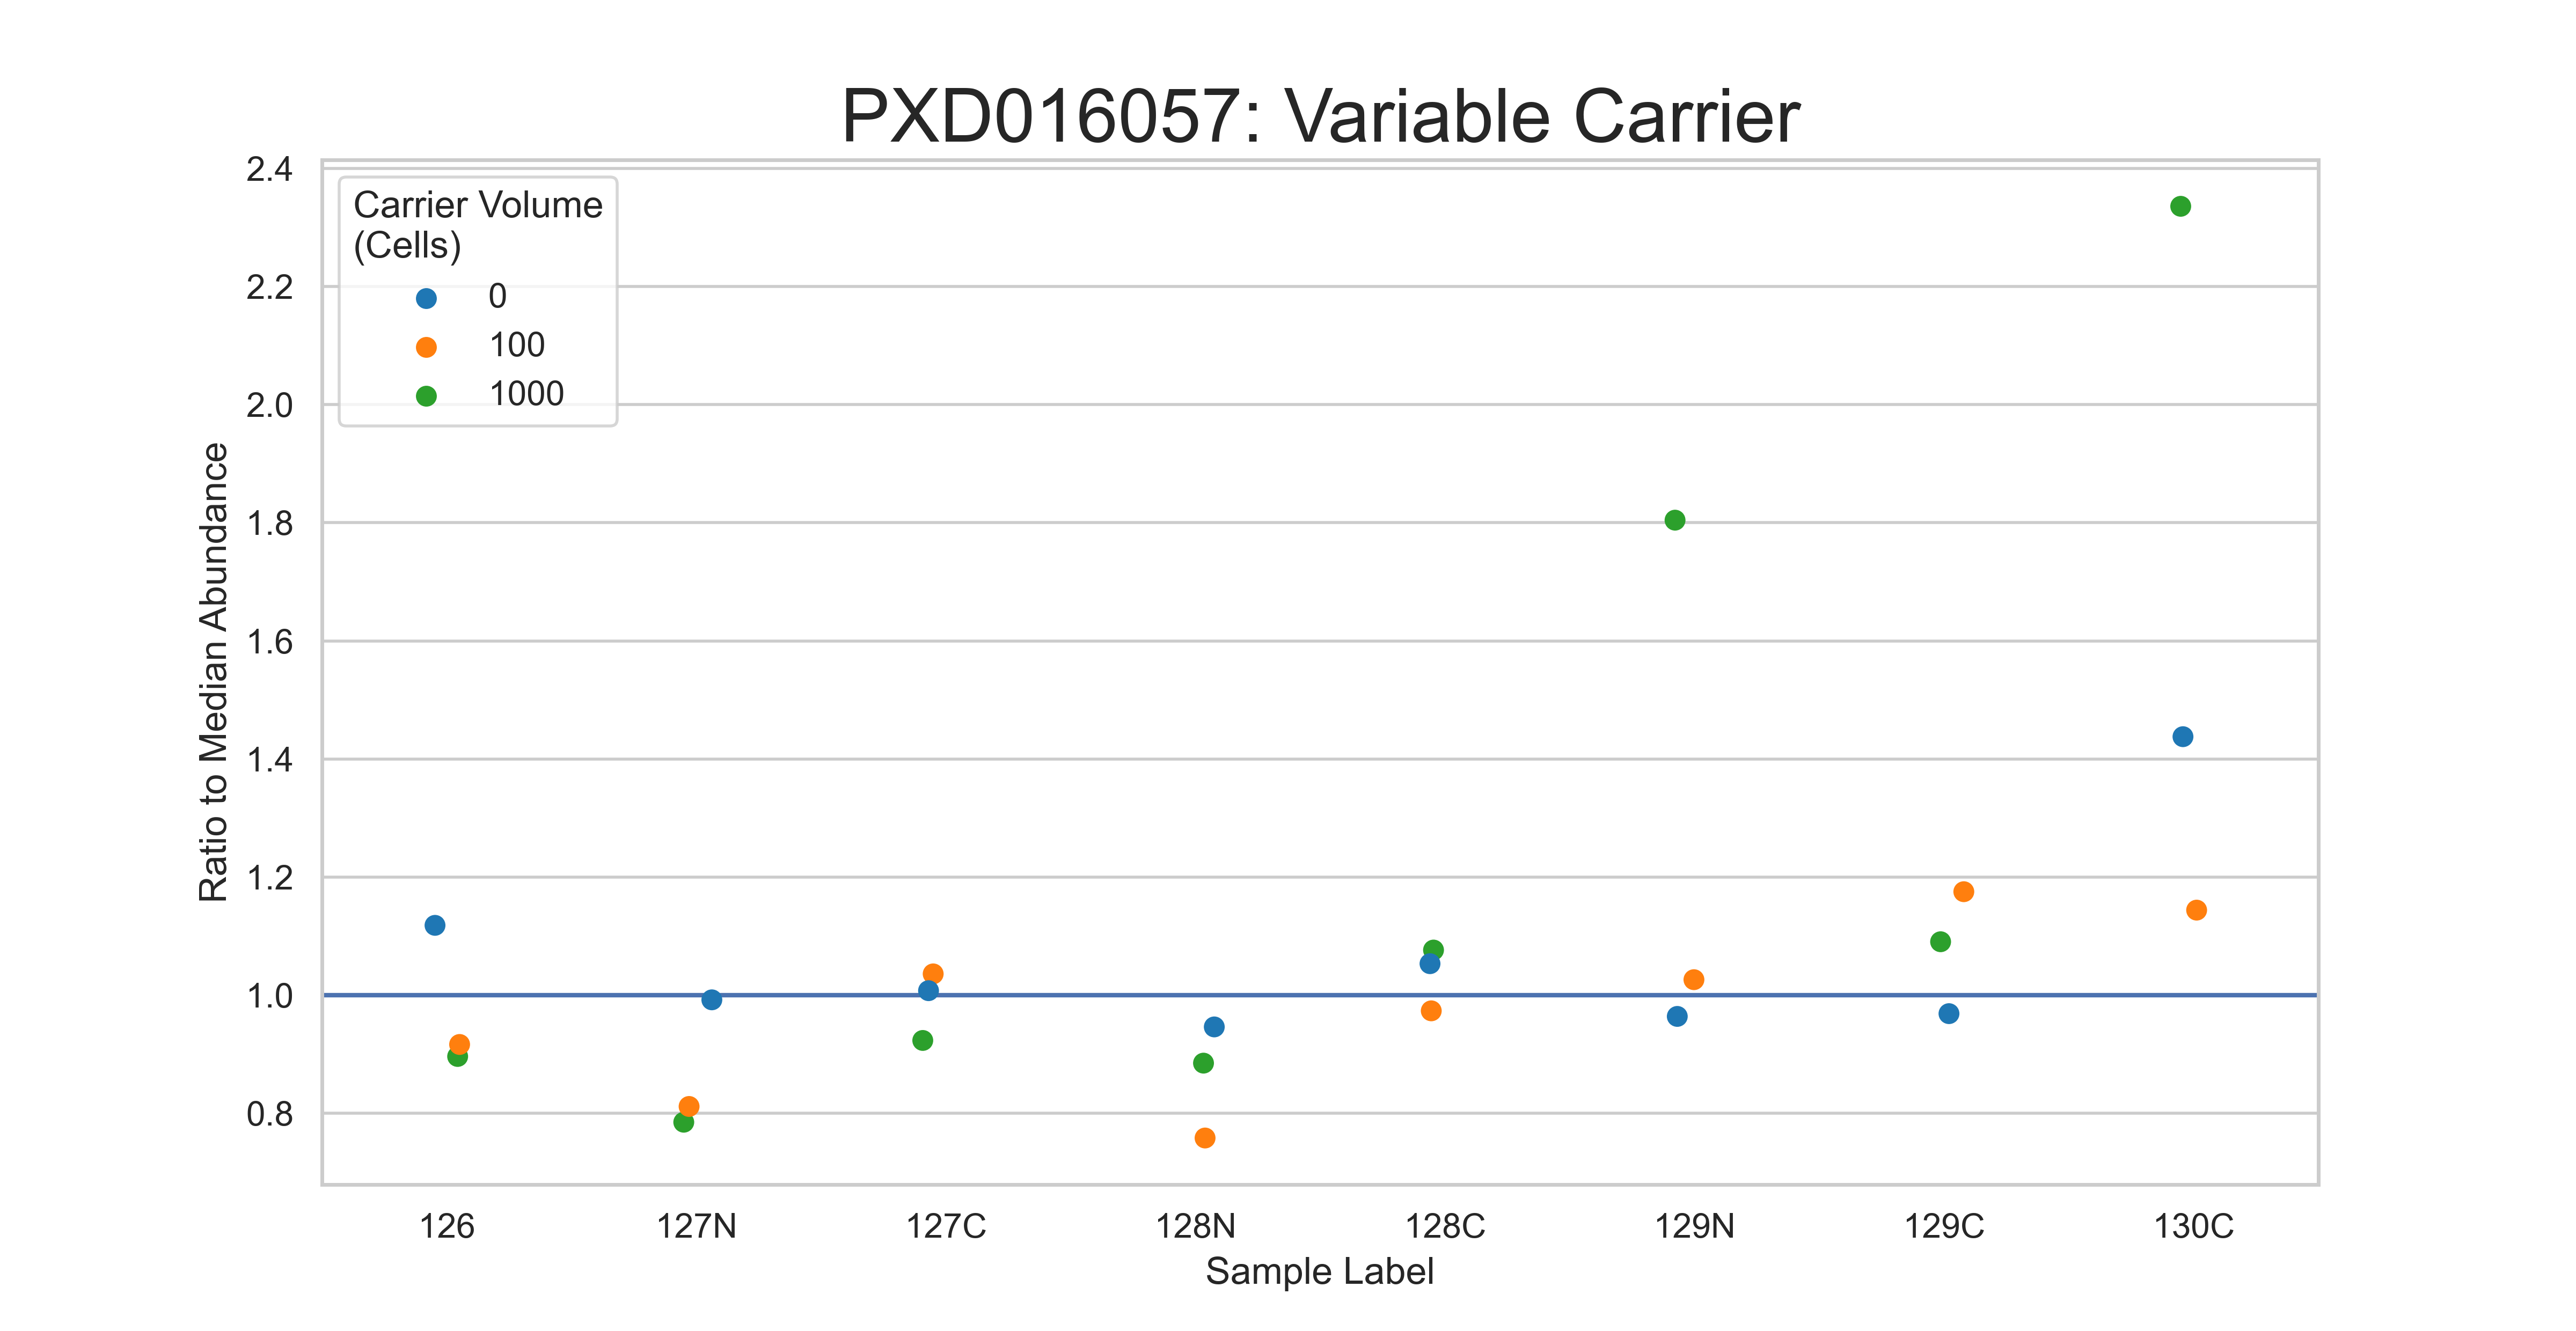 PXD016057: Variable Carrier
2.4
2.2
2.0
1.8
1.6
1.4
1.2
1.0
0.8
Ratio to Median Abundance
Carrier Volume
(Cells)
0
100
1000
126 127N 127C 128N 128C 129N 129C 130C
Sample Label